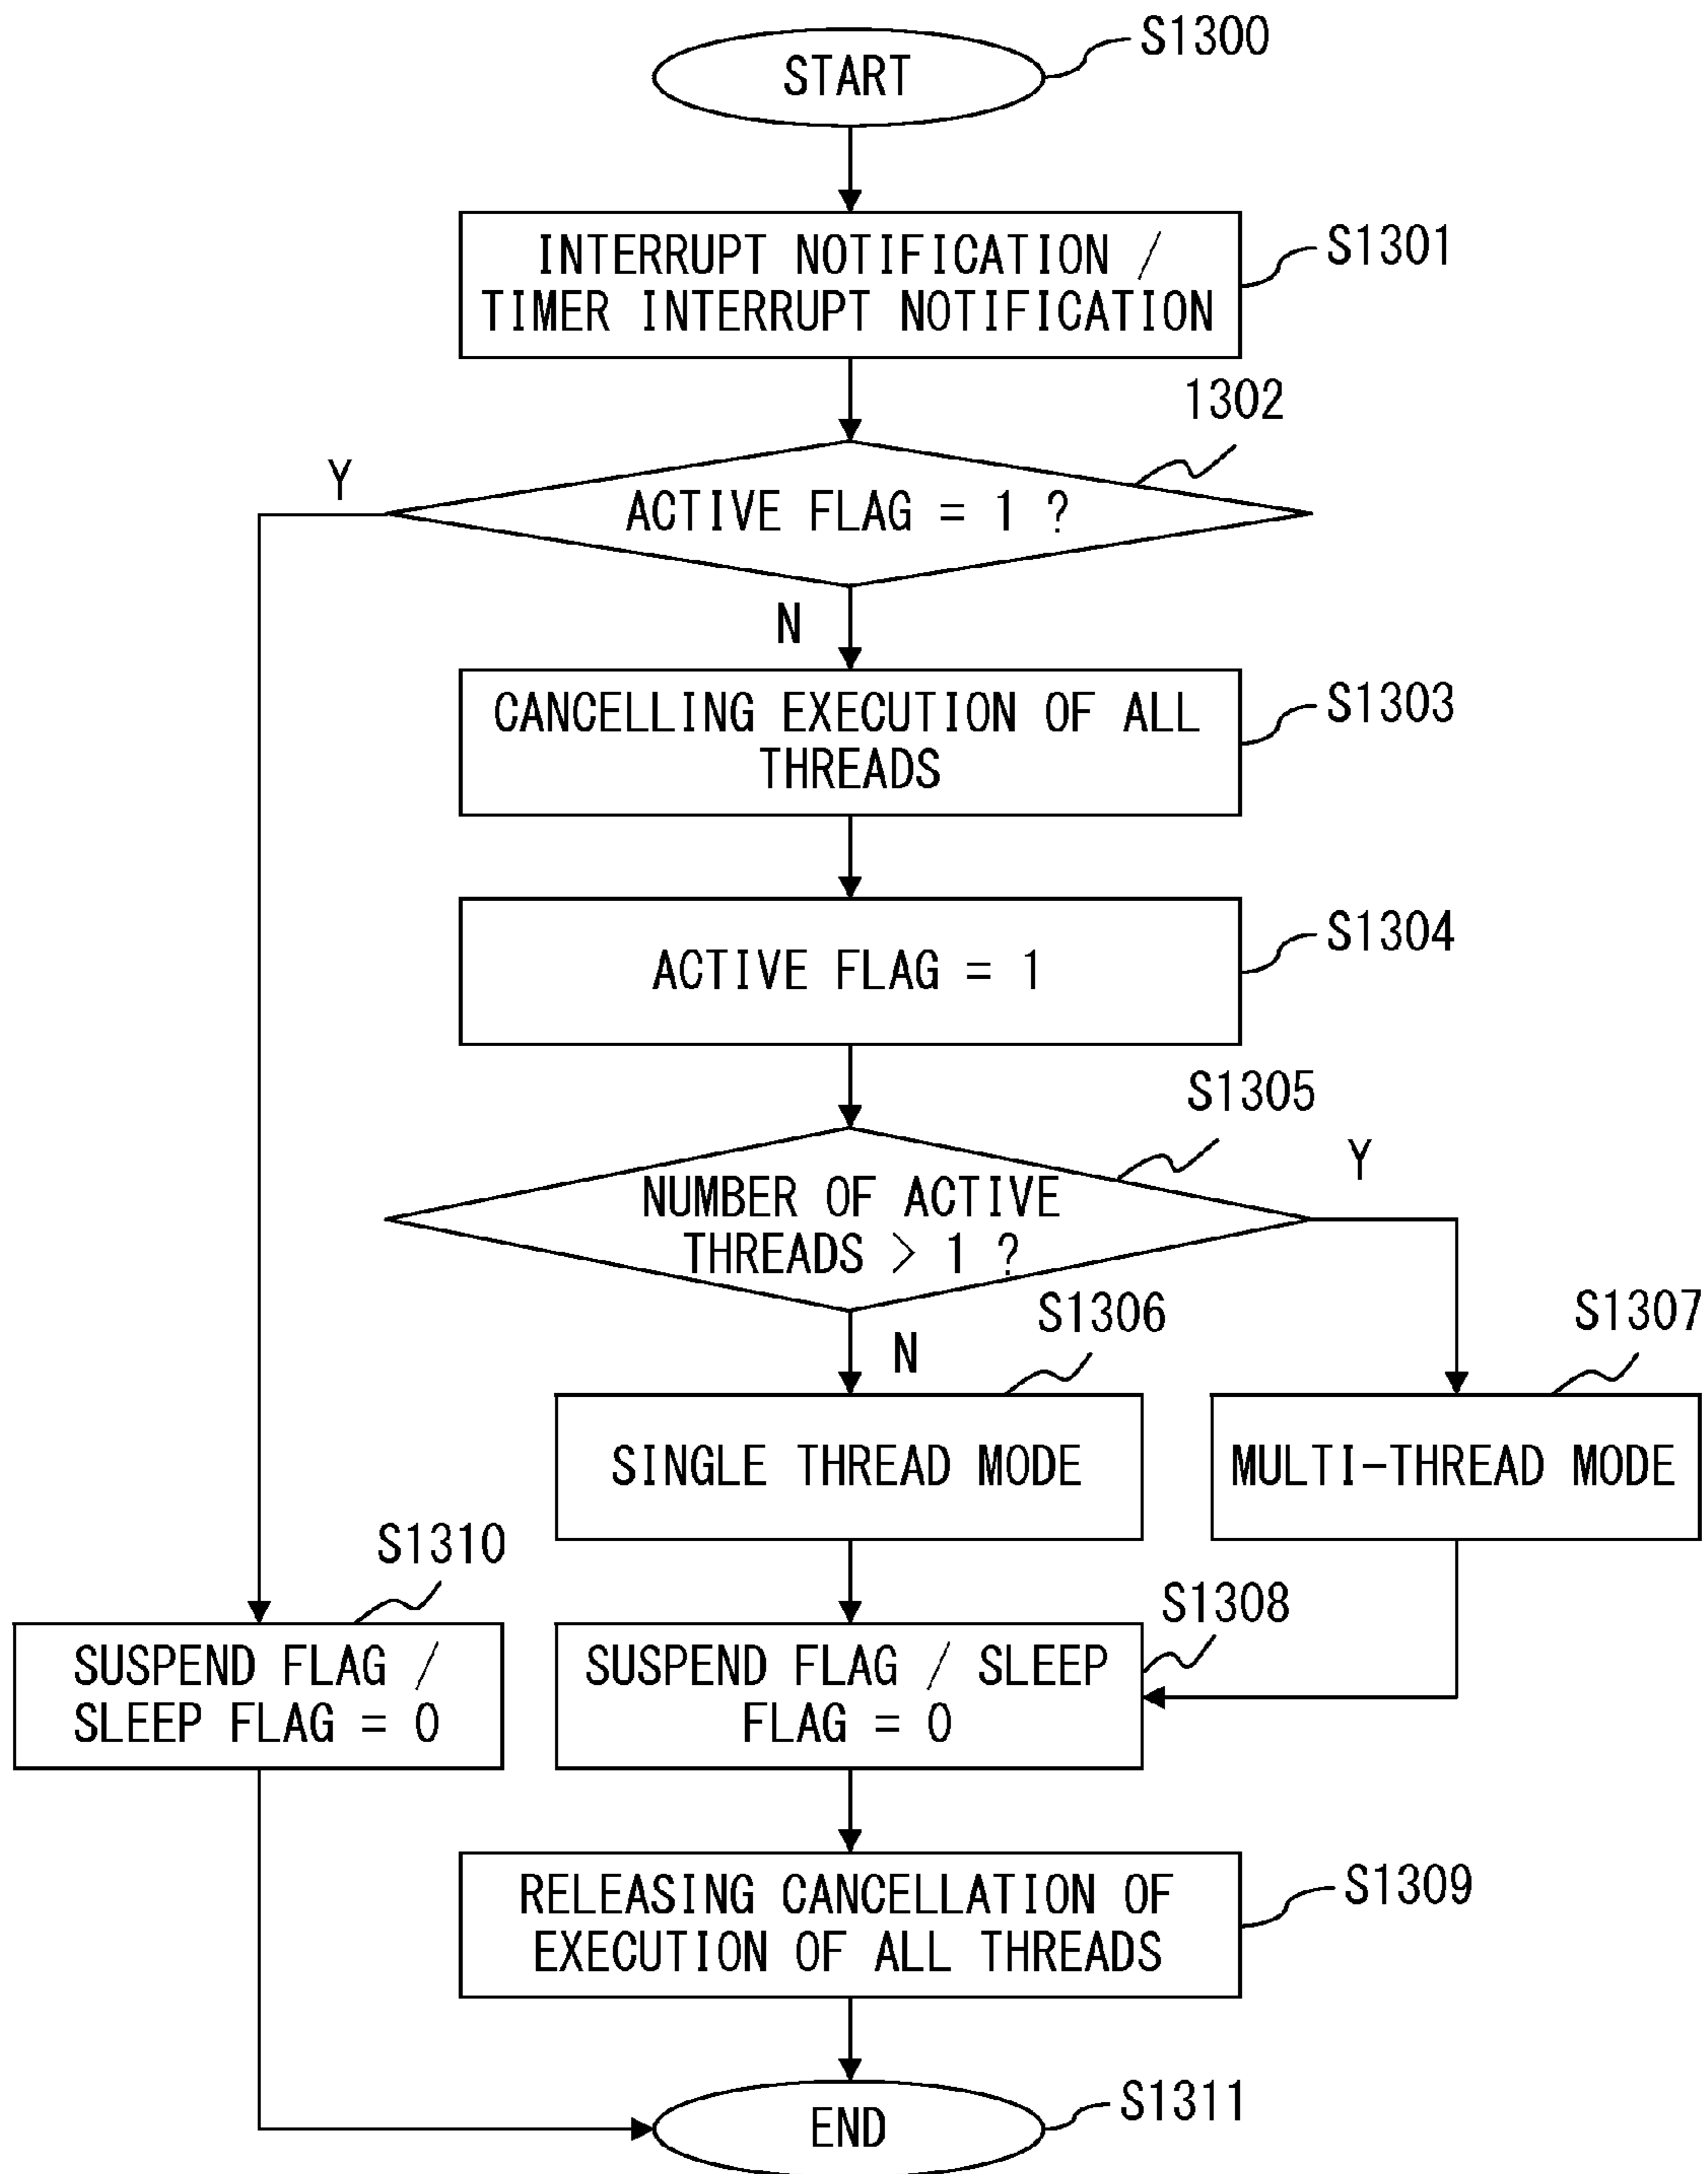 START
S1300
INTERRUPT NOTIFICATION /
TIMER INTERRUPT NOTIFICATION
S1301
1302
Y
ACTIVE FLAG = 1 ?
N
CANCELLING EXECUTION OF ALL
THREADS
S1303
ACTIVE FLAG = 1
S1304
S1305
NUMBER OF ACTIVE
THREADS > 1 ?
Y
N
S1306
S1307
SINGLE THREAD MODE
MULTI-THREAD MODE
S1310
SUSPEND FLAG /
SLEEP FLAG = 0
S1308
SUSPEND FLAG / SLEEP
FLAG = 0
RELEASING CANCELLATION OF
EXECUTION OF ALL THREADS
S1309
END
S1311